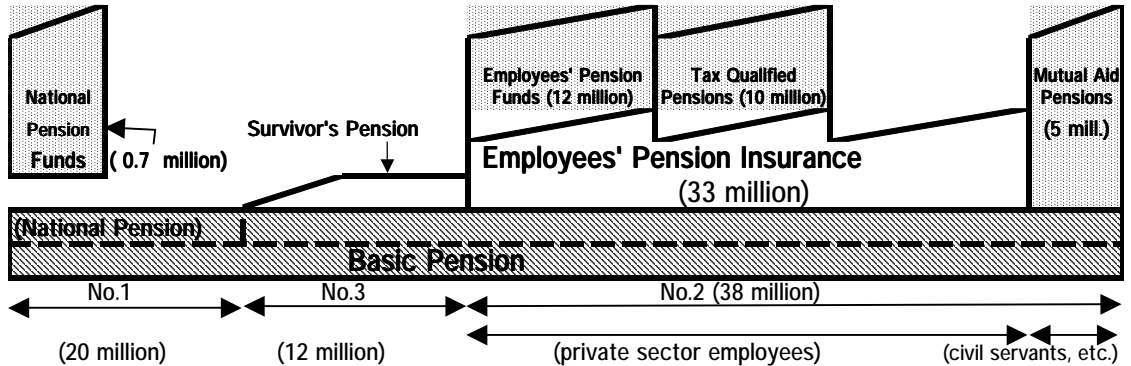 National
Pension
Funds
( 0.7 million)
Survivor's Pension
Employees' Pension
Funds (12 million)
Tax Qualified
Pensions (10 million)
Mutual Aid
Pensions
(5 mill.)
Employees' Pension Insurance
(33 million)
(National Pension)
Basic Pension
No.1
No.3
No.2 (38 million)
(20 million)
(12 million)
(private sector employees)
(civil servants, etc.)